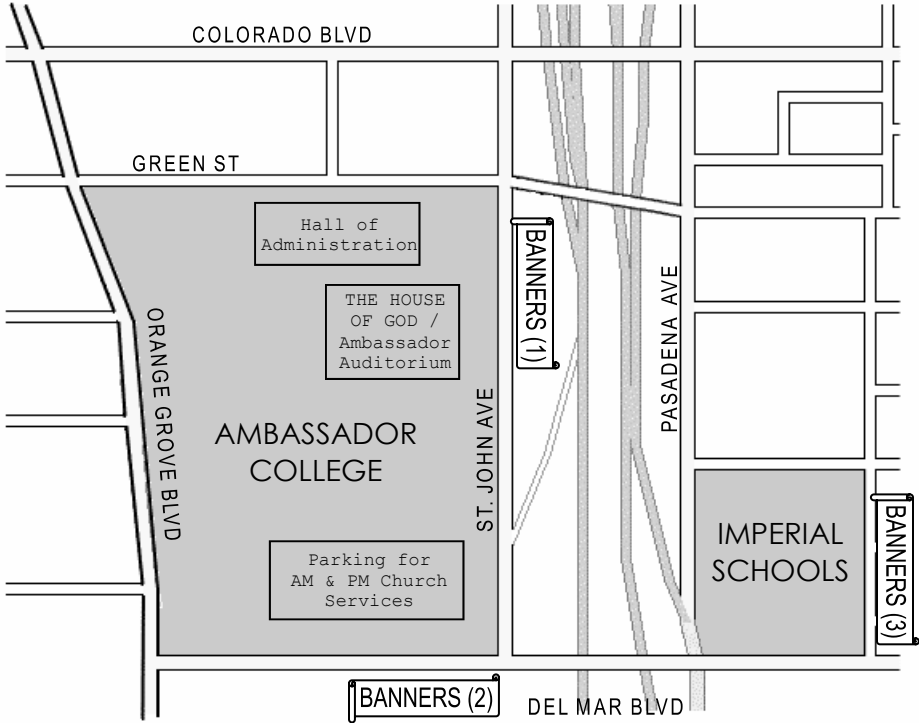 COLORADO BLVD
GREEN ST
Hall of
Administration
BANNERS (1)
THE HOUSE
OF GOD /
Ambassador
Auditorium
PASADENA AVE
ORANGE GROVE BLVD
ST. JOHN AVE
AMBASSADOR
COLLEGE
IMPERIAL
SCHOOLS
BANNERS (3)
Parking for
AM & PM Church
Services
BANNERS (2)
DEL MAR BLVD